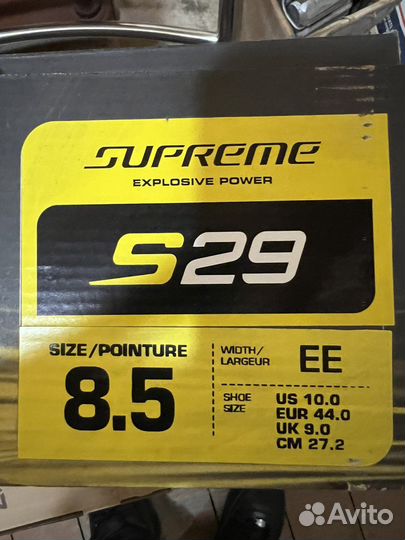 SUPREME
EXPLOSIVE POWER
S29
SIZE/POINTURE
8.5
WIDTH/
LARGEUR
EE
SHOE
SIZE
US 10.0
EUR 44.0
UK 9.0
CM 27.2
Avito